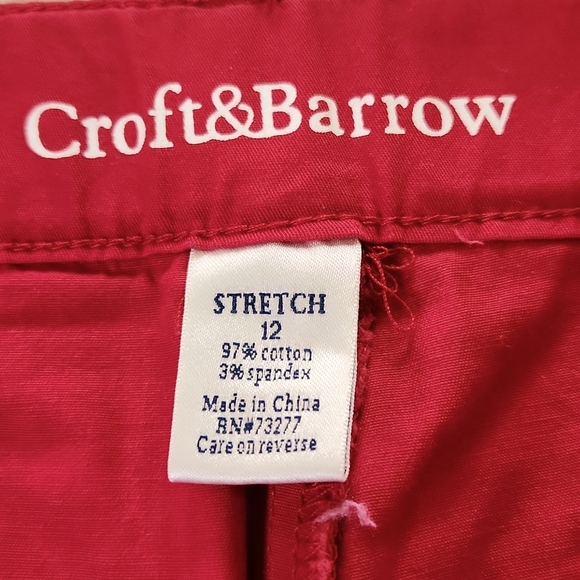 Croft&Barrow
STRETCH
12
97% cotton
3% spandex
Made in China
RN#73277
Care on reverse